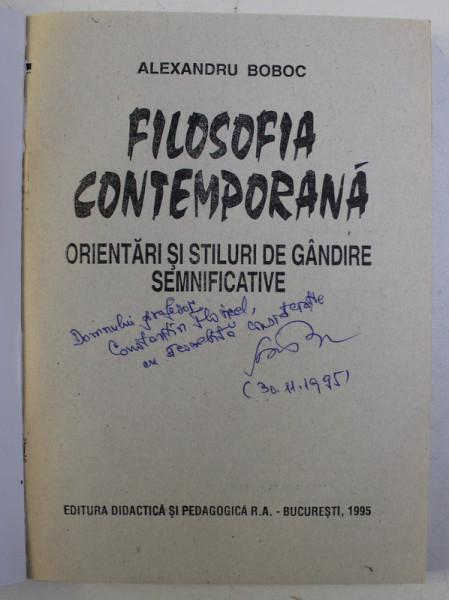 ALEXANDRU BOBOC
FILOSOFIA
CONTEMPORANĂ
ORIENTĂRI ȘI STILURI DE GÂNDIRE
SEMNIFICATIVE
Domnului profesor
Constantin
cu deosebită considerație
(30.11.1995)
EDITURA DIDACTICĂ ȘI PEDAGOGICĂ R.A. - BUCUREȘTI, 1995